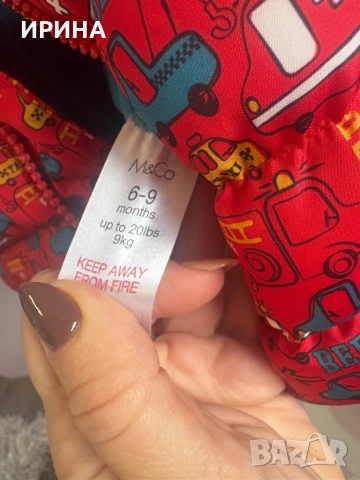 ИРИНА
M&Co
6-9
months
up to 20lbs
9kg
KEEP AWAY
FROM FIRE
BAZAR